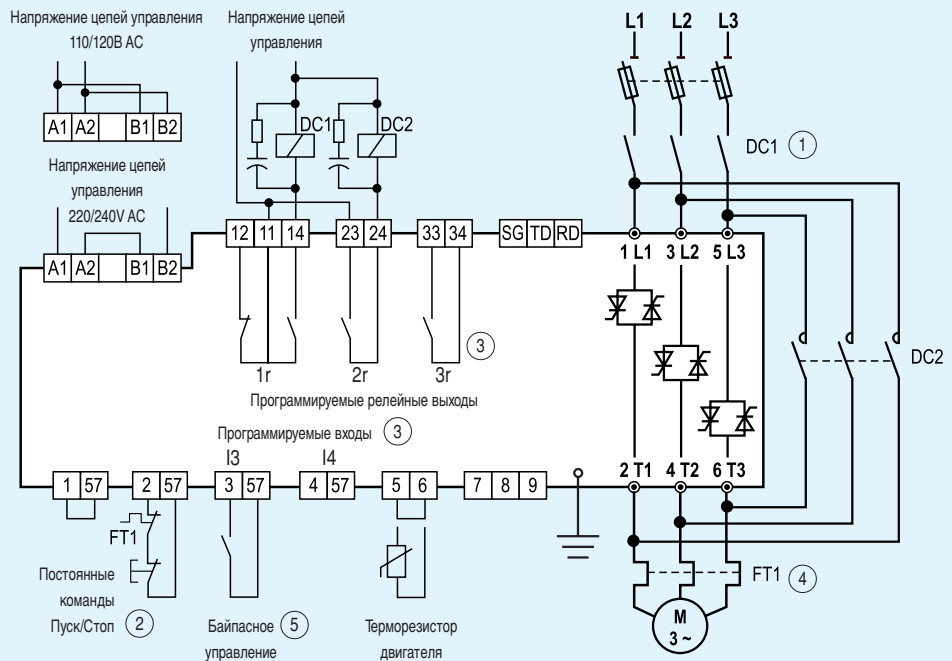 Напряжение цепей управления
110/120В AC
A1 A2 B1 B2
Напряжение цепей
управления
220/240V AC
A1 A2 B1 B2
Напряжение цепей
управления
DC1
DC2
12 11 14
23 24
33 34
SG TD RD
1r
2r
3r
3
Программируемые релейные выходы
Программируемые входы 3
I3
I4
1 57
2 57
3 57
4 57
5 6
7 8 9
FT1
Постоянные
команды
Пуск/Стоп 2
Байпасное 5
управление
Терморезистор
двигателя
L1 L2 L3
DC1 1
1 L1 3 L2 5 L3
DC2
2 T1 4 T2 6 T3
FT1 4
M
3 ~